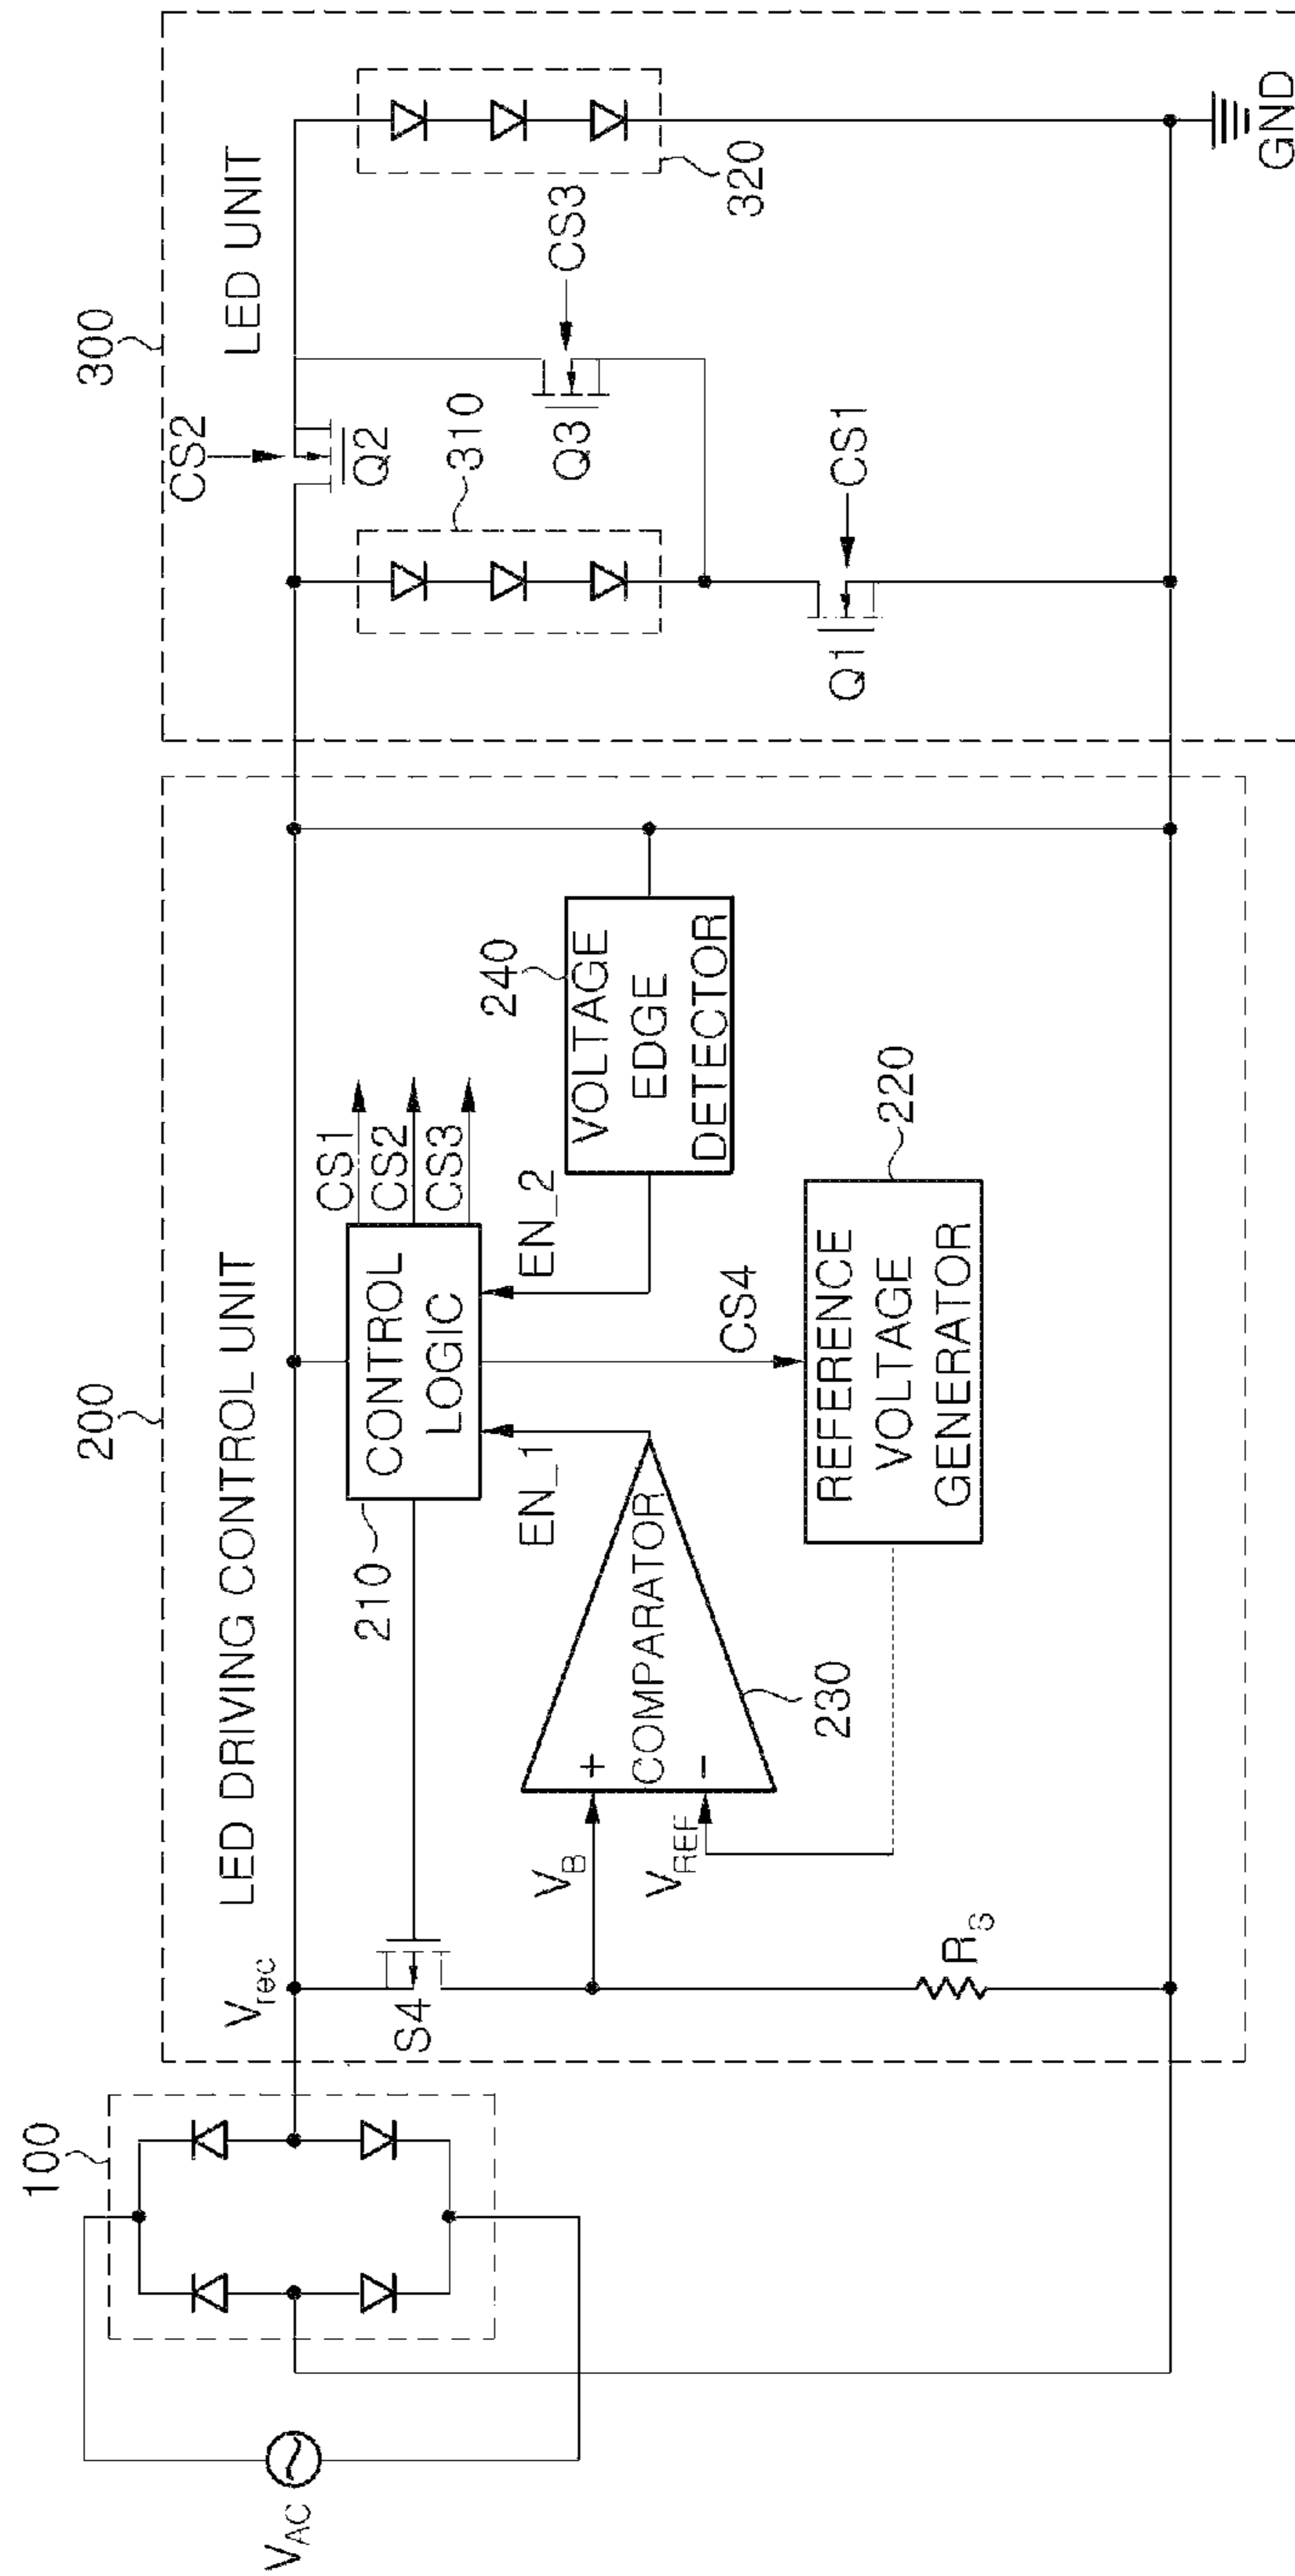 100
200
300
LED DRIVING CONTROL UNIT
LED UNIT
V_AC
V_rec
S4
210
CONTROL
LOGIC
CS1
CS2
CS3
EN_1
EN_2
240
VOLTAGE
EDGE
DETECTOR
V_B
V_REF
+
−
COMPARATOR
230
CS4
220
REFERENCE
VOLTAGE
GENERATOR
R_S
CS2
Q2
310
Q3
CS3
320
Q1
CS1
GND